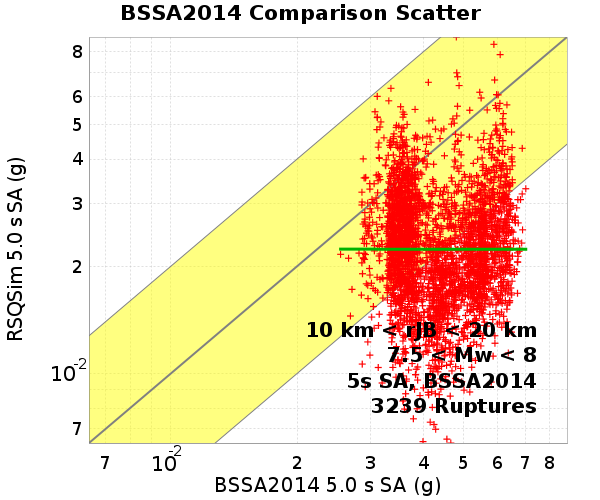 BSSA2014 Comparison Scatter
RSQSim 5.0 s SA (g)
8
6
5
4
3
2
10-2
7
10 km < rJB < 20 km
7.5 < Mw < 8
5s SA, BSSA2014
3239 Ruptures
7 10-2 2 3 4 5 6 7 8
BSSA2014 5.0 s SA (g)